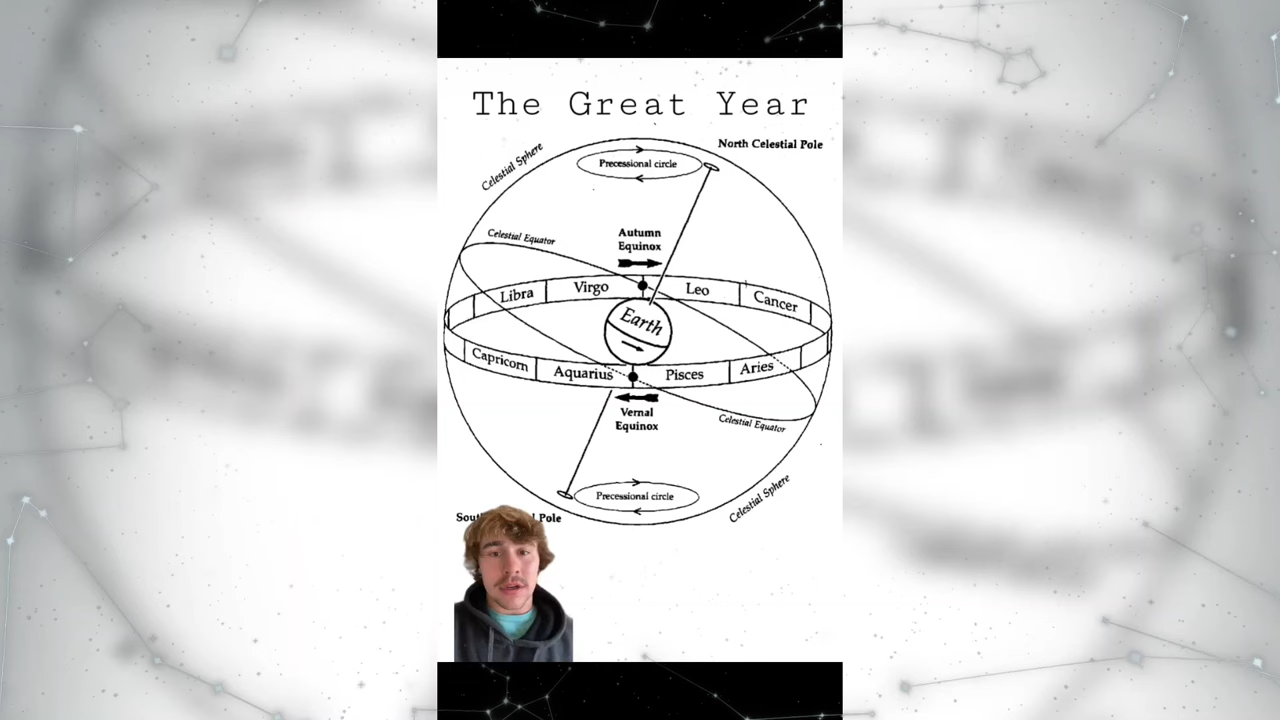 The Great Year
North Celestial Pole
Celestial Sphere
Precessional circle
Autumn
Equinox
Celestial Equator
Libra
Virgo
Leo
Cancer
Earth
Capricorn
Aquarius
Pisces
Aries
Vernal
Equinox
Celestial Equator
Precessional circle
Celestial Sphere
Pole